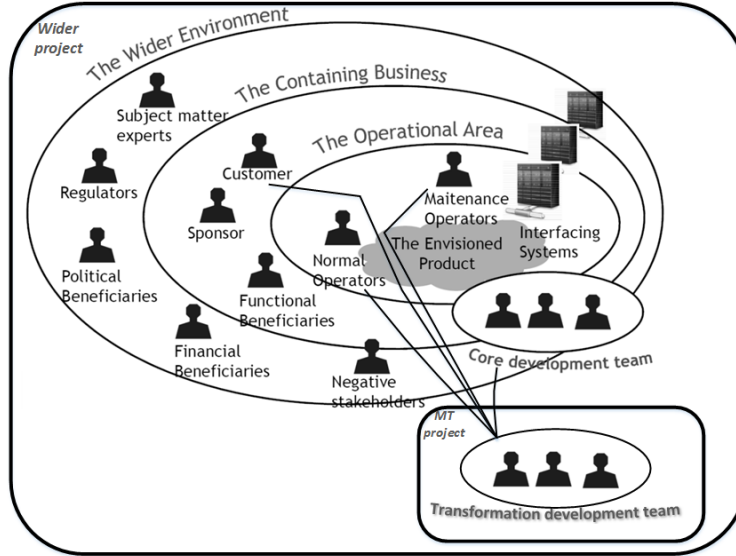 Wider
project
The Wider Environment
The Containing Business
The Operational Area
Subject matter
experts
Customer
Regulators
Maitenance
Operators
Sponsor
Normal
Operators
The Envisioned
Product
Interfacing
Systems
Political
Beneficiaries
Functional
Beneficiaries
Financial
Beneficiaries
Negative
stakeholders
Core development team
MT
project
Transformation development team